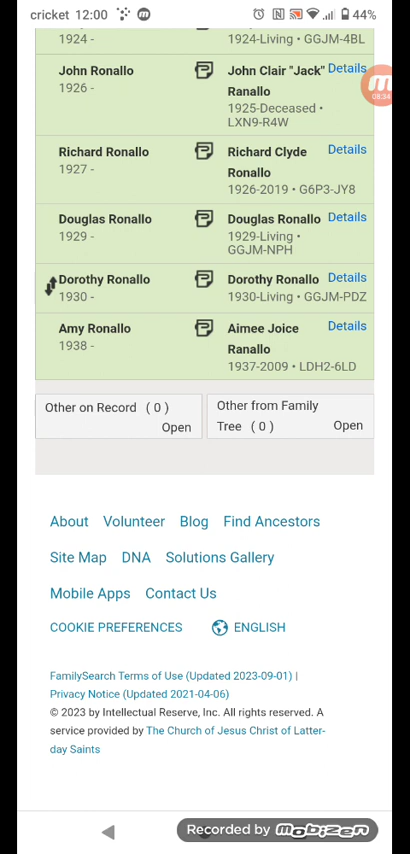 cricket 12:00 44%
1924 - 1924-Living • GGJM-4BL
John Ronallo John Clair "Jack" Details
1926 - Ranallo
08:34
1925-Deceased •
LXN9-R4W
Richard Ronallo Richard Clyde Details
1927 - Ronallo
1926-2019 • G6P3-JY8
Douglas Ronallo Douglas Ronallo Details
1929 - 1929-Living •
GGJM-NPH
Dorothy Ronallo Dorothy Ronallo Details
1930 - 1930-Living • GGJM-PDZ
Amy Ronallo Aimee Joice Details
1938 - Ranallo
1937-2009 • LDH2-6LD
Other on Record ( 0 ) Other from Family
Open Tree ( 0 ) Open
About Volunteer Blog Find Ancestors
Site Map DNA Solutions Gallery
Mobile Apps Contact Us
COOKIE PREFERENCES ENGLISH
FamilySearch Terms of Use (Updated 2023-09-01) |
Privacy Notice (Updated 2021-04-06)
© 2023 by Intellectual Reserve, Inc. All rights reserved. A
service provided by The Church of Jesus Christ of Latter-
day Saints
Recorded by mobizen